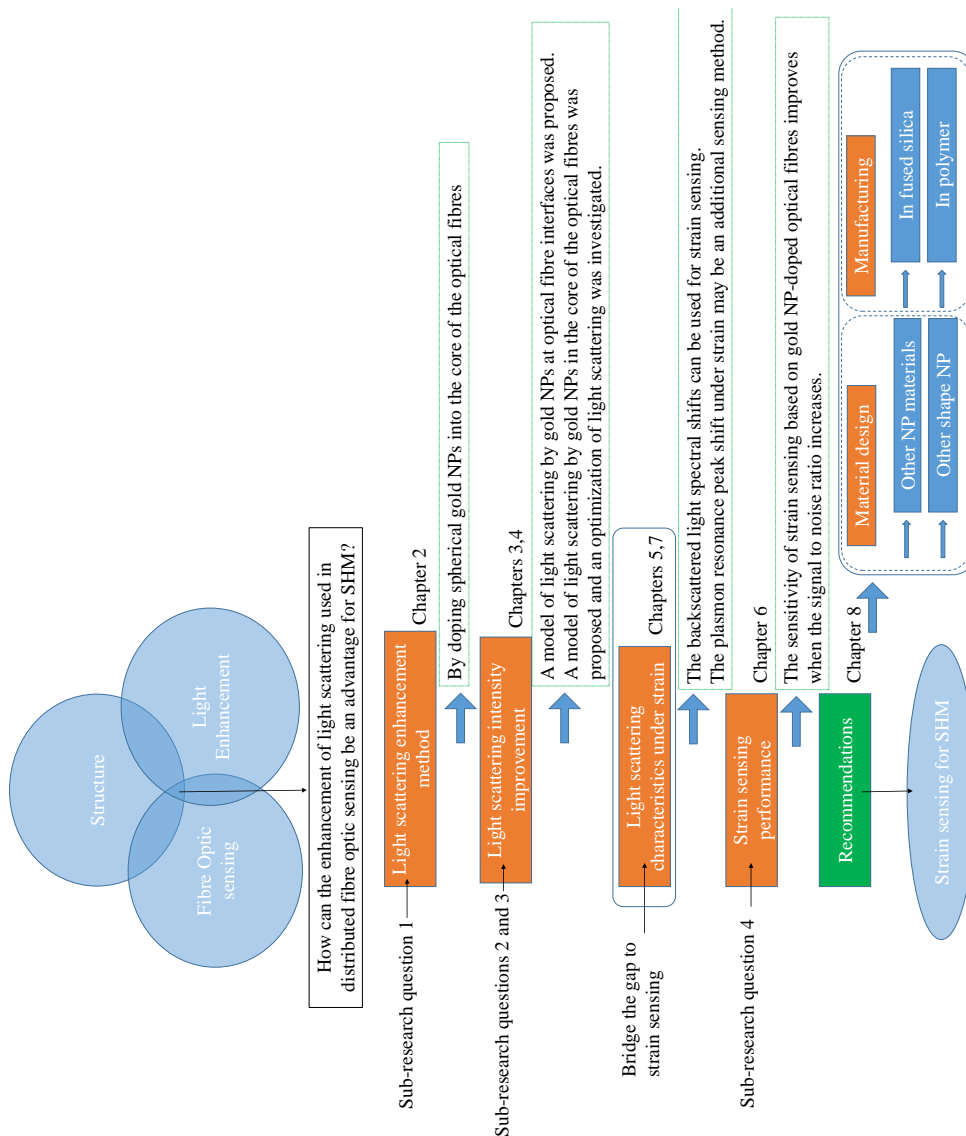 Structure
Fibre Optic
sensing
Light
Enhancement
How can the enhancement of light scattering used in
distributed fibre optic sensing be an advantage for SHM?
Sub-research question 1
Light scattering enhancement
method
Chapter 2
By doping spherical gold NPs into the core of the optical fibres
Sub-research questions 2 and 3
Light scattering intensity
improvement
Chapters 3,4
A model of light scattering by gold NPs at optical fibre interfaces was proposed.
A model of light scattering by gold NPs in the core of the optical fibres was
proposed and an optimization of light scattering was investigated.
Bridge the gap to
strain sensing
Light scattering
characteristics under strain
Chapters 5,7
The backscattered light spectral shifts can be used for strain sensing.
The plasmon resonance peak shift under strain may be an additional sensing method.
Sub-research question 4
Strain sensing
performance
Chapter 6
The sensitivity of strain sensing based on gold NP-doped optical fibres improves
when the signal to noise ratio increases.
Recommendations
Chapter 8
Material design
Other NP materials
Other shape NP
Manufacturing
In fused silica
In polymer
Strain sensing for SHM